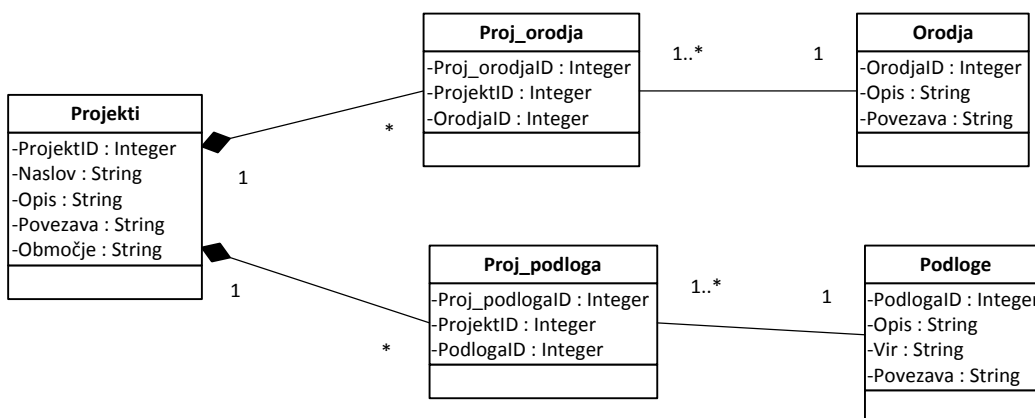 Projekti
-ProjektID : Integer
-Naslov : String
-Opis : String
-Povezava : String
-Območje : String
1
1
*
*
Proj_orodja
-Proj_orodjaID : Integer
-ProjektID : Integer
-OrodjaID : Integer
1..*
1
Orodja
-OrodjaID : Integer
-Opis : String
-Povezava : String
Proj_podloga
-Proj_podlogaID : Integer
-ProjektID : Integer
-PodlogaID : Integer
1..*
1
Podloge
-PodlogaID : Integer
-Opis : String
-Vir : String
-Povezava : String